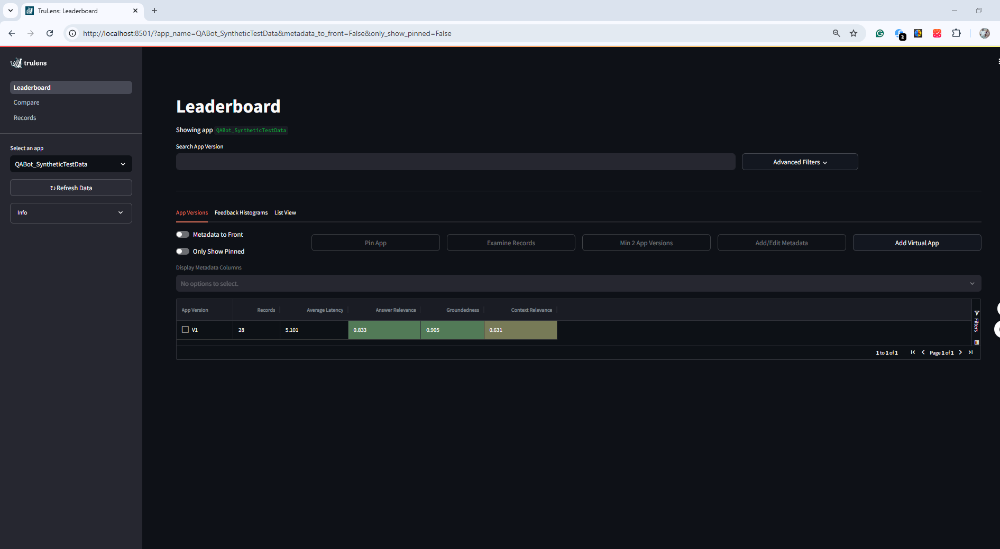 TruLens: Leaderboard
http://localhost:8501/?app_name=QABot_SyntheticTestData&metadata_to_front=False&only_show_pinned=False
3
trulens
Leaderboard
Compare
Records
Select an app
QABot_SyntheticTestData
↻ Refresh Data
Info
Leaderboard
Showing app QABot_SyntheticTestData
Search App Version
Advanced Filters
App Versions Feedback Histograms List View
Metadata to Front
Only Show Pinned
Pin App Examine Records Min 2 App Versions Add/Edit Metadata Add Virtual App
Display Metadata Columns
No options to select.
App Version Records Average Latency Answer Relevance Groundedness Context Relevance
V1 28 5.101 0.833 0.905 0.631
Filters
1 to 1 of 1 Page 1 of 1